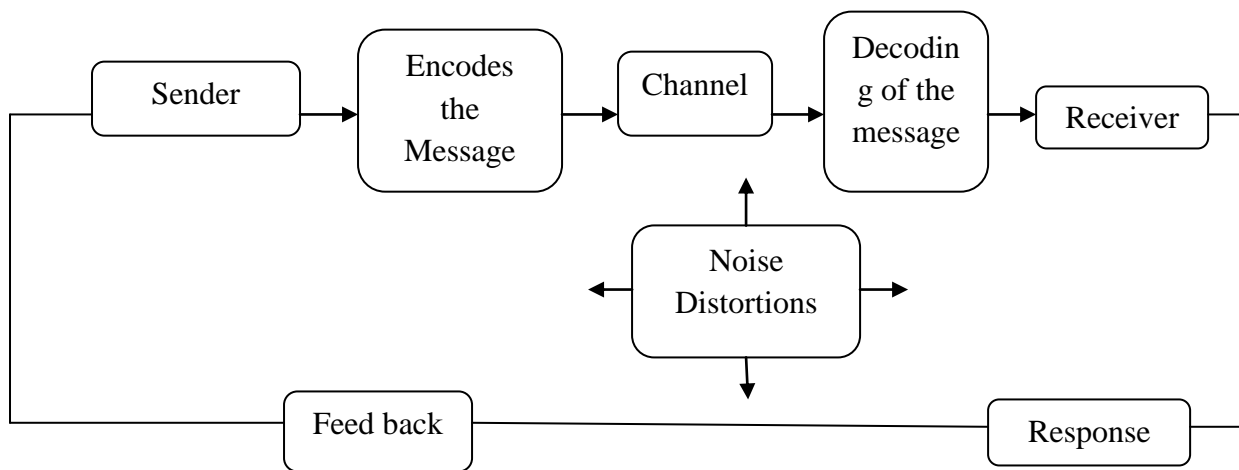 Sender
Encodes
the
Message
Channel
Decodin
g of the
message
Receiver
Noise
Distortions
Feed back
Response